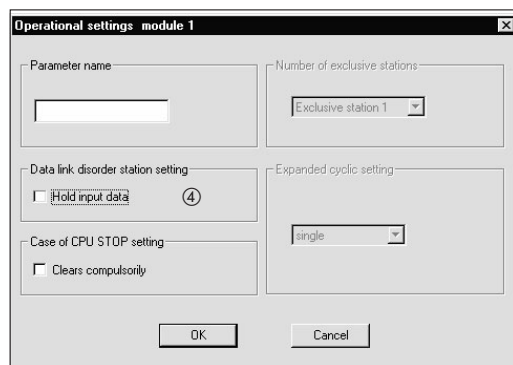 Operational settings module 1
Parameter name
Number of exclusive stations
Exclusive station 1
Data link disorder station setting
Hold input data ④
Expanded cyclic setting
single
Case of CPU STOP setting
Clears compulsorily
OK
Cancel